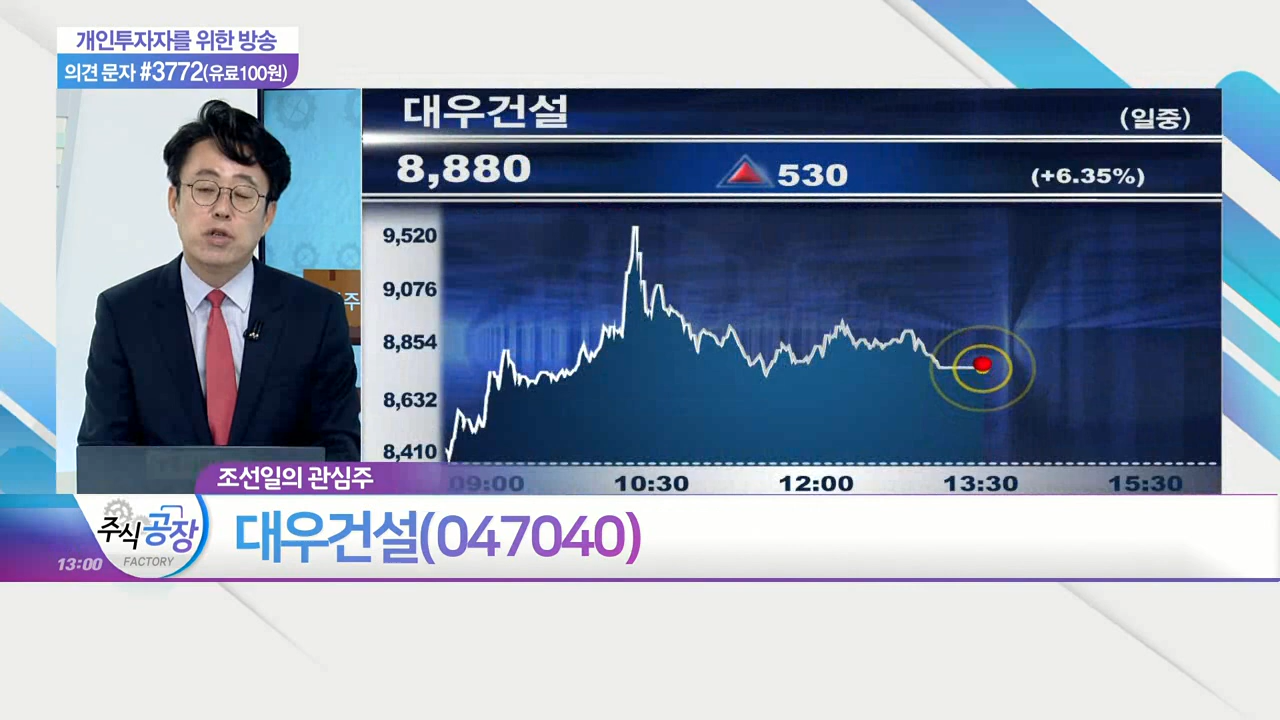 개인투자자를 위한 방송
의견 문자 #3772(유료100원)
대우건설
(일중)
8,880
530
(+6.35%)
9,520
9,076
8,854
8,632
8,410
09:00
10:30
12:00
13:30
15:30
주
조선일의 관심주
대우건설(047040)
주식공장
FACTORY
13:00